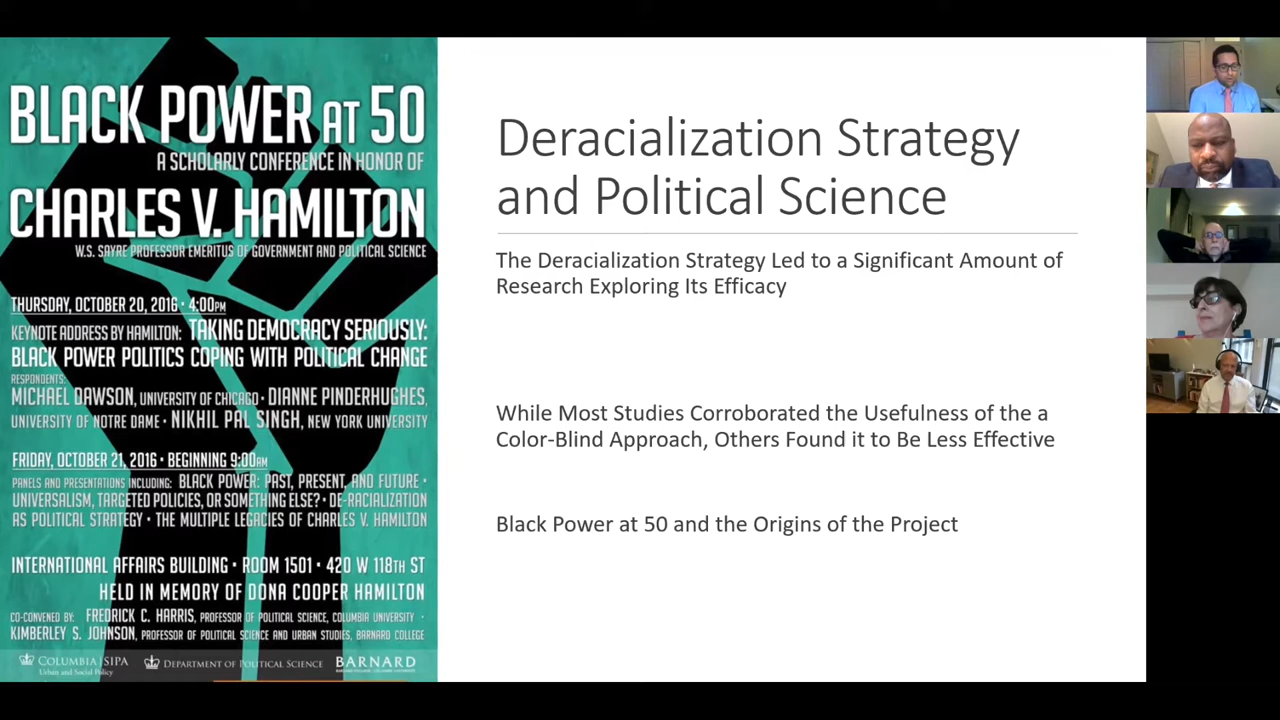 BLACK POWER AT 50
A SCHOLARLY CONFERENCE IN HONOR OF
CHARLES V. HAMILTON
W.S. SAYRE PROFESSOR EMERITUS OF GOVERNMENT AND POLITICAL SCIENCE
THURSDAY, OCTOBER 20, 2016 • 4:00PM
KEYNOTE ADDRESS BY HAMILTON: TAKING DEMOCRACY SERIOUSLY:
BLACK POWER POLITICS COPING WITH POLITICAL CHANGE
RESPONDENTS:
MICHAEL DAWSON, UNIVERSITY OF CHICAGO • DIANNE PINDERHUGHES,
UNIVERSITY OF NOTRE DAME • NIKHIL PAL SINGH, NEW YORK UNIVERSITY
FRIDAY, OCTOBER 21, 2016 • BEGINNING 9:00AM
PANELS AND PRESENTATIONS INCLUDING: BLACK POWER: PAST, PRESENT, AND FUTURE •
UNIVERSALISM, TARGETED POLICIES, OR SOMETHING ELSE? • DE-RACIALIZATION
AS POLITICAL STRATEGY • THE MULTIPLE LEGACIES OF CHARLES V. HAMILTON
INTERNATIONAL AFFAIRS BUILDING • ROOM 1501 • 420 W 118TH ST
HELD IN MEMORY OF DONA COOPER HAMILTON
CO-CONVENED BY: FREDRICK C. HARRIS, PROFESSOR OF POLITICAL SCIENCE, COLUMBIA UNIVERSITY •
KIMBERLEY S. JOHNSON, PROFESSOR OF POLITICAL SCIENCE AND URBAN STUDIES, BARNARD COLLEGE
COLUMBIA | SIPA
Urban and Social Policy
DEPARTMENT OF POLITICAL SCIENCE
BARNARD
Deracialization Strategy
and Political Science
The Deracialization Strategy Led to a Significant Amount of
Research Exploring Its Efficacy
While Most Studies Corroborated the Usefulness of the a
Color-Blind Approach, Others Found it to Be Less Effective
Black Power at 50 and the Origins of the Project